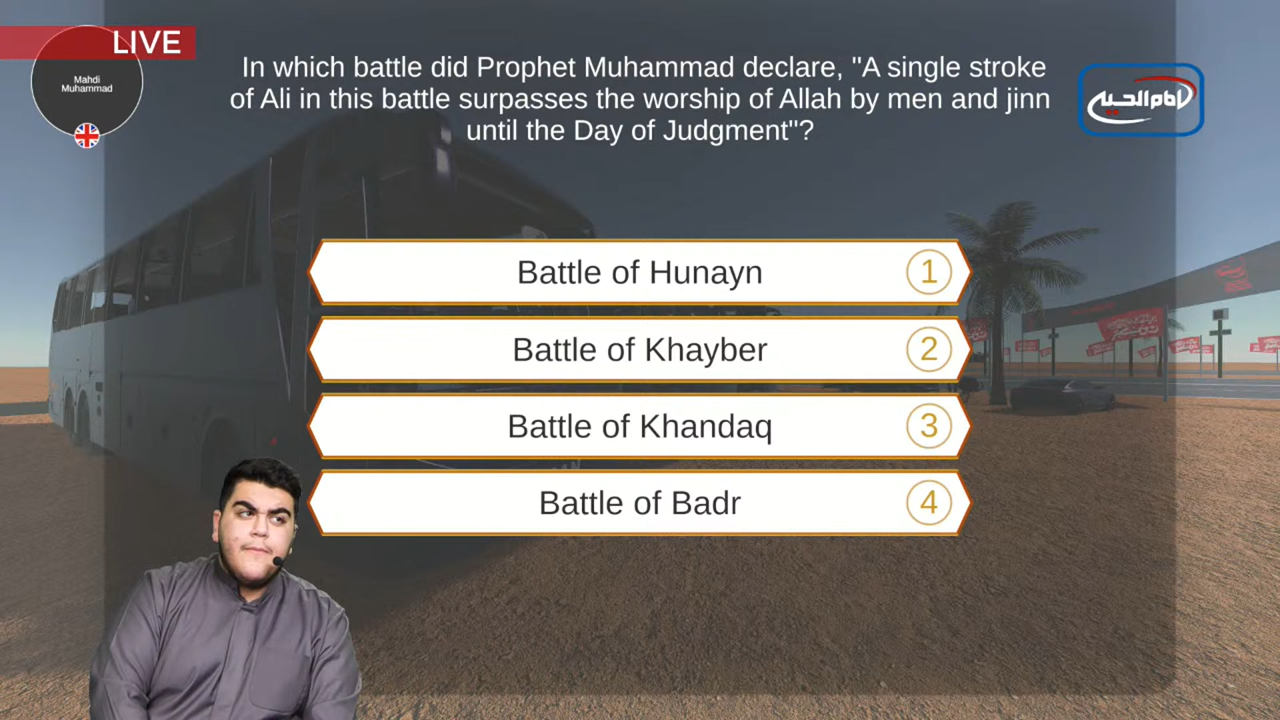 LIVE
Mahdi
Muhammad
In which battle did Prophet Muhammad declare, "A single stroke
of Ali in this battle surpasses the worship of Allah by men and jinn
until the Day of Judgment"?
Battle of Hunayn 1
Battle of Khayber 2
Battle of Khandaq 3
Battle of Badr 4